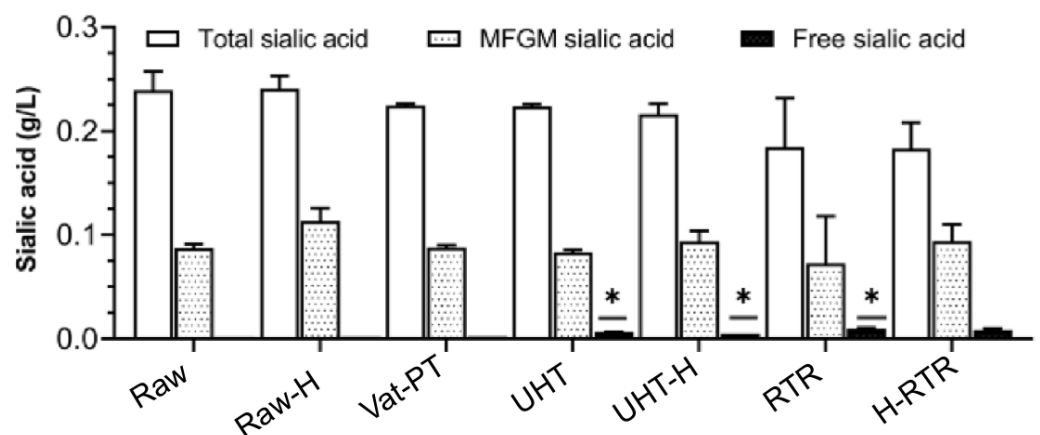 0.3
Total sialic acid MFGM sialic acid Free sialic acid
Sialic acid (g/L)
0.2
0.1
* * *
0.0
Raw Raw-H Vat-PT UHT UHT-H RTR H-RTR